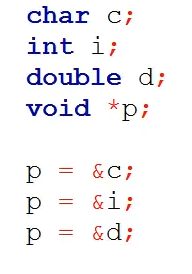 char c;
int i;
double d;
void *p;
p = &c;
p = &i;
p = &d;